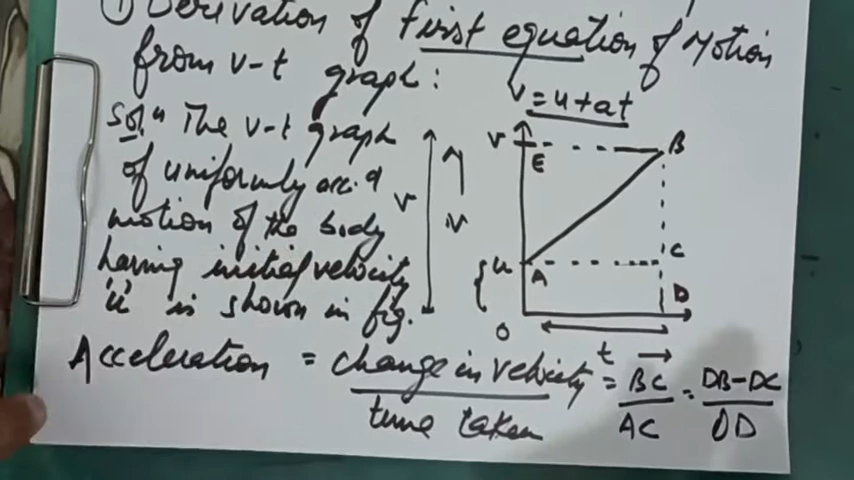 ① Derivation of first equation of Motion
from v-t graph:
v = u + at
Solⁿ The v-t graph
of uniformly acc.d
motion of the body
having initial velocity
'u' is shown in fig.
v
v
v
E
B
u
A
C
D
O
t
Acceleration = change in velocity / time taken = BC / AC = DB-DC / OD